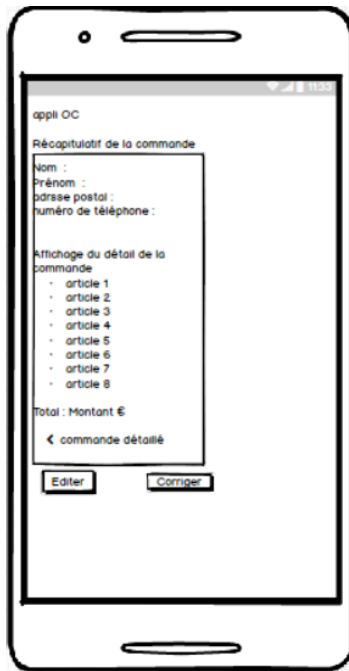 11:33
appli OC
Récapitulatif de la commande
Nom :
Prénom :
adrsse postal :
numéro de téléphone :
Affichage du détail de la
commande
· article 1
· article 2
· article 3
· article 4
· article 5
· article 6
· article 7
· article 8
Total : Montant €
< commande détaillé
Editer Corriger